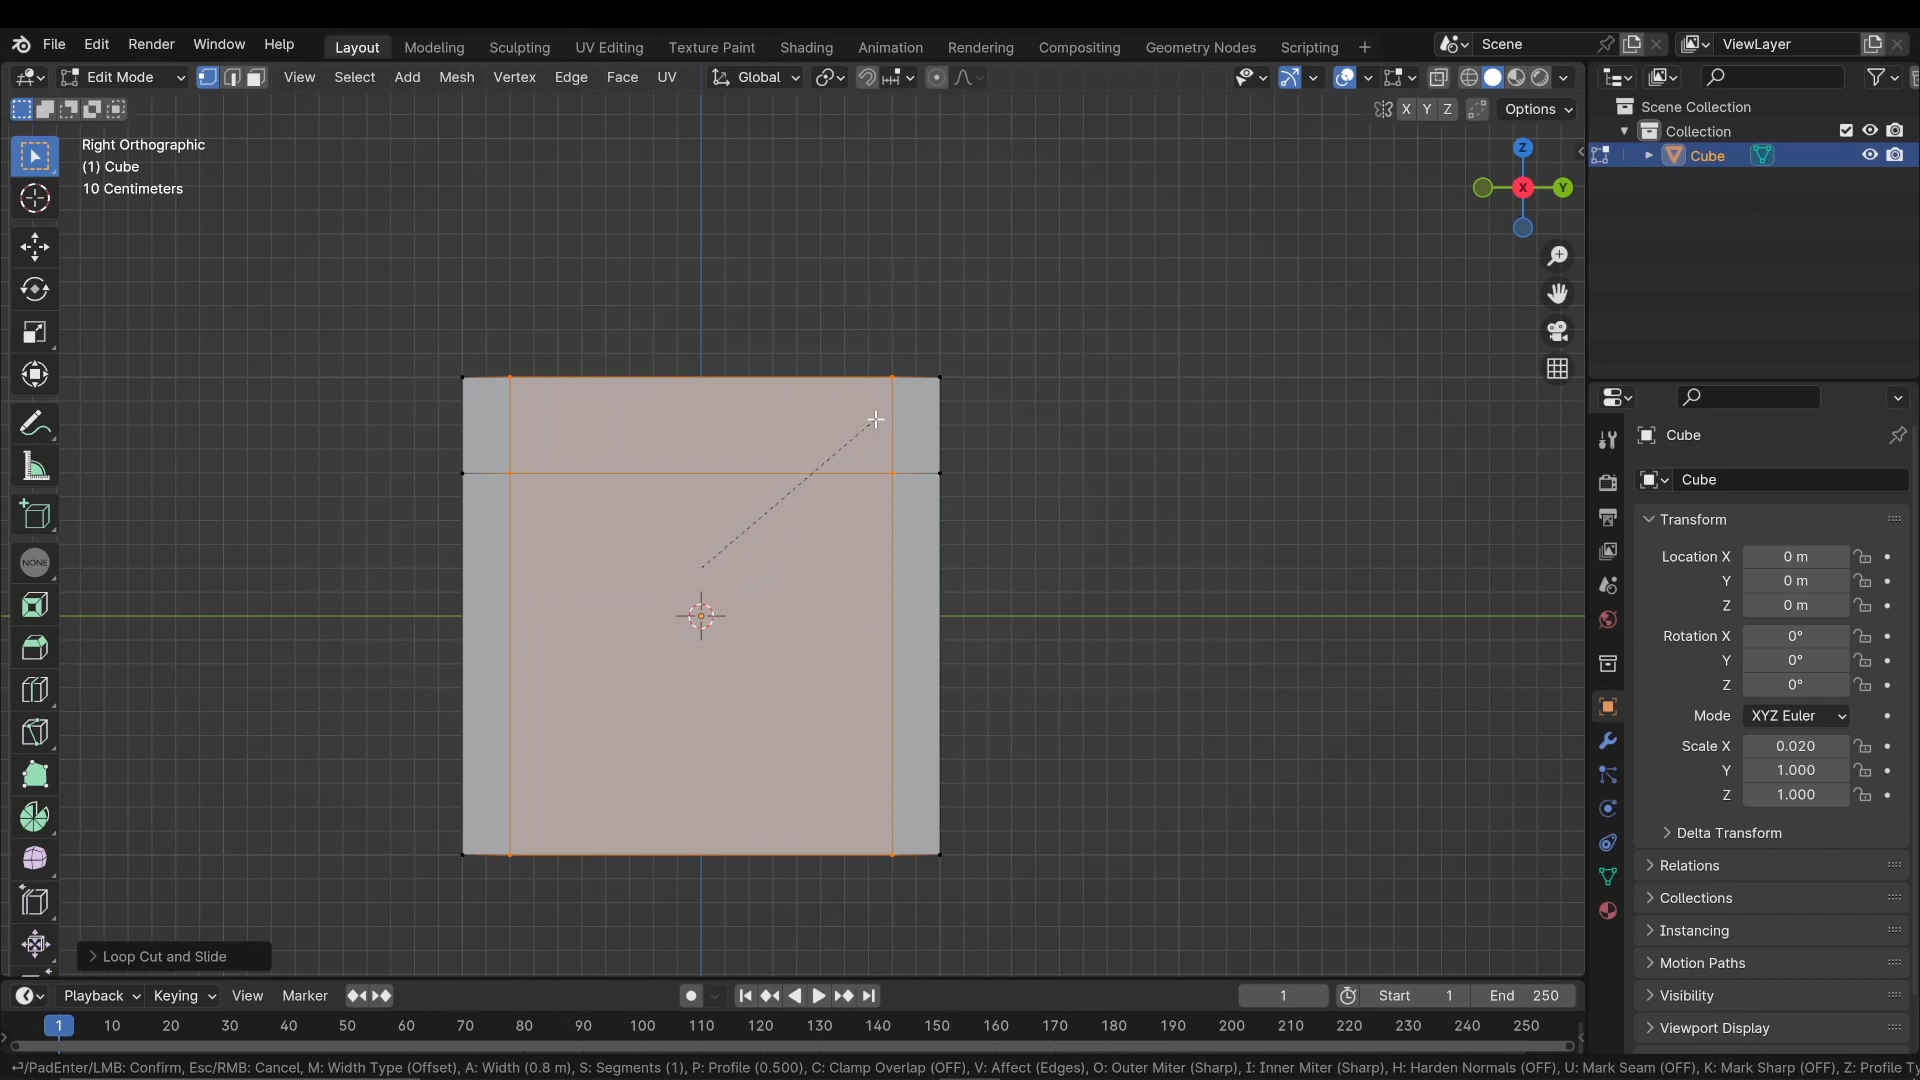 File Edit Render Window Help Layout Modeling Sculpting UV Editing Texture Paint Shading Animation Rendering Compositing Geometry Nodes Scripting + Scene ViewLayer
Edit Mode View Select Add Mesh Vertex Edge Face UV Global
X Y Z Options
Right Orthographic
(1) Cube
10 Centimeters
Z
X
Y
NONE
Loop Cut and Slide
Scene Collection
Collection
Cube
Cube
Cube
Transform
Location X 0 m
Y 0 m
Z 0 m
Rotation X 0°
Y 0°
Z 0°
Mode XYZ Euler
Scale X 0.020
Y 1.000
Z 1.000
Delta Transform
Relations
Collections
Instancing
Motion Paths
Visibility
Viewport Display
Playback Keying View Marker 1 Start 1 End 250
1 10 20 30 40 50 60 70 80 90 100 110 120 130 140 150 160 170 180 190 200 210 220 230 240 250
/PadEnter/LMB: Confirm, Esc/RMB: Cancel, M: Width Type (Offset), A: Width (0.8 m), S: Segments (1), P: Profile (0.500), C: Clamp Overlap (OFF), V: Affect (Edges), O: Outer Miter (Sharp), I: Inner Miter (Sharp), H: Harden Normals (OFF), U: Mark Seam (OFF), K: Mark Sharp (OFF), Z: Profile Ty